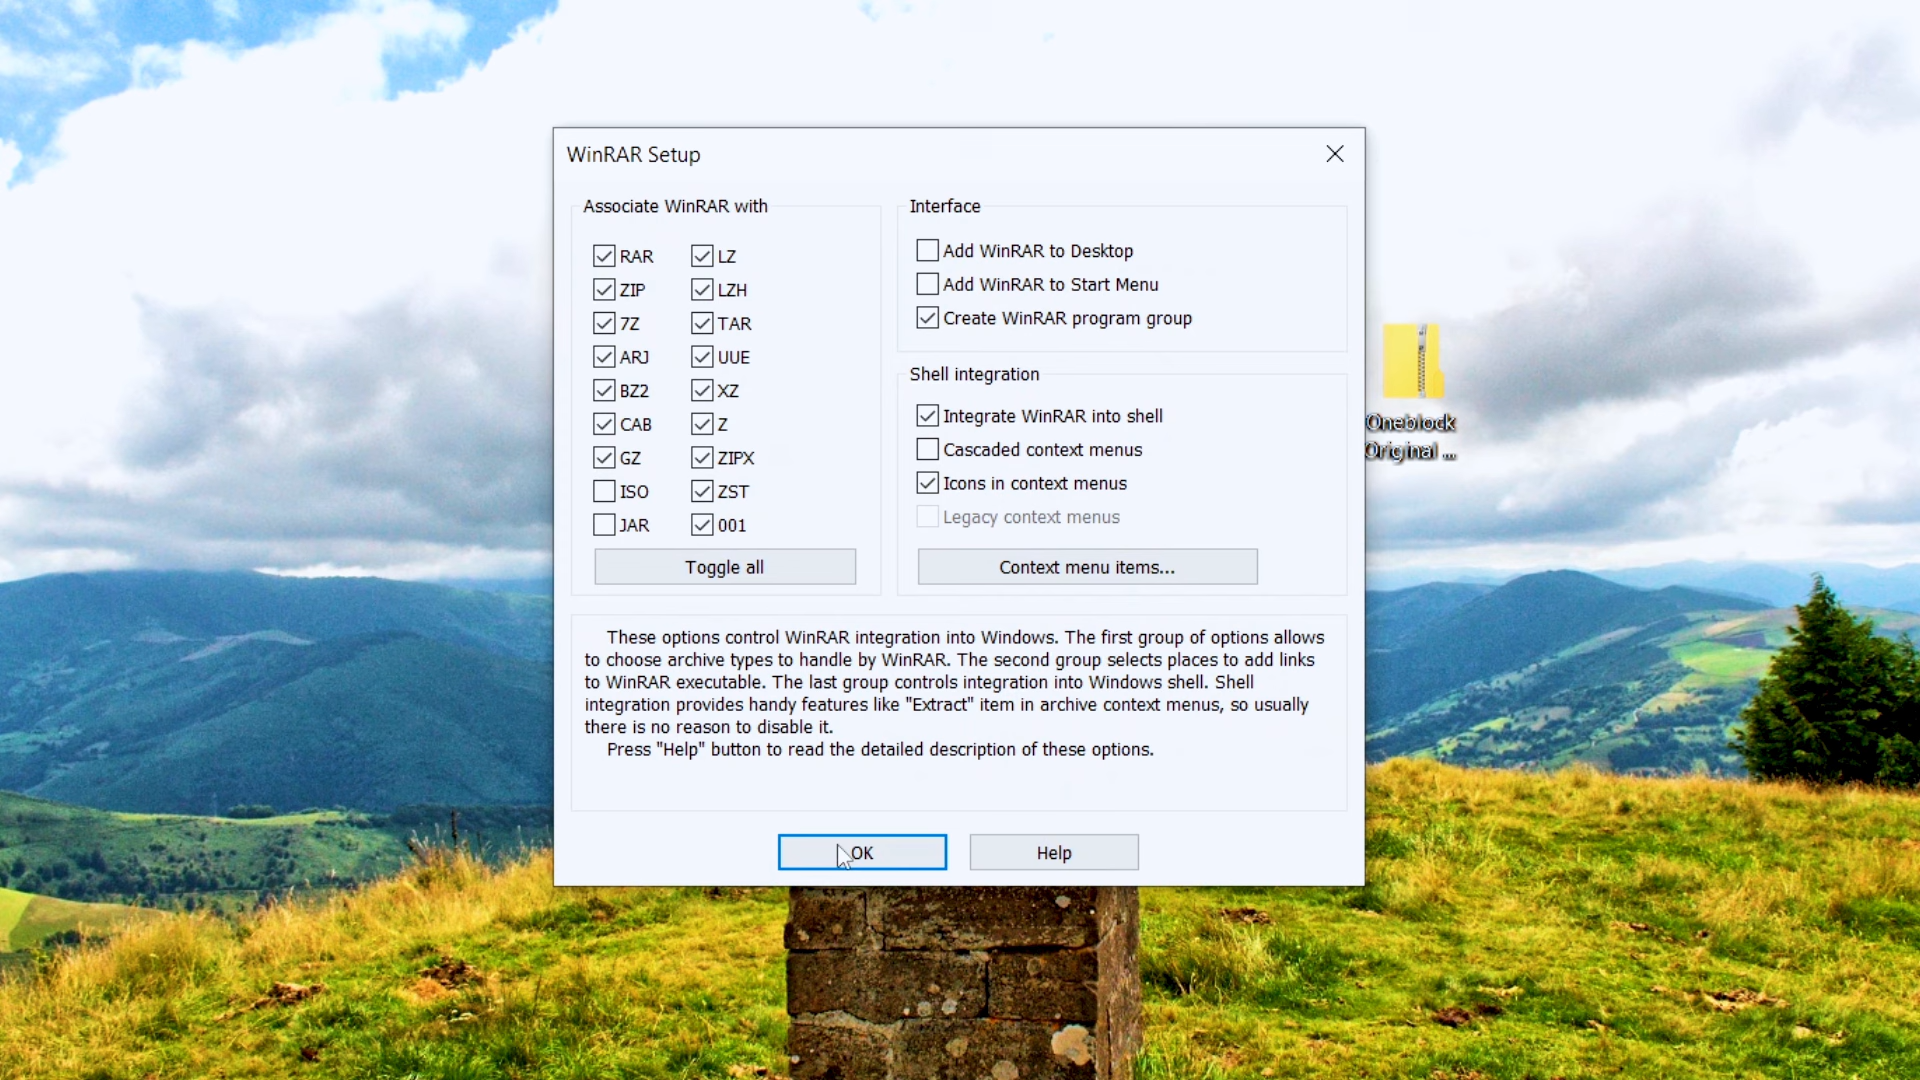 WinRAR Setup
Associate WinRAR with
RAR
LZ
ZIP
LZH
7Z
TAR
ARJ
UUE
BZ2
XZ
CAB
Z
GZ
ZIPX
ISO
ZST
JAR
001
Toggle all
Interface
Add WinRAR to Desktop
Add WinRAR to Start Menu
Create WinRAR program group
Shell integration
Integrate WinRAR into shell
Cascaded context menus
Icons in context menus
Legacy context menus
Context menu items...
These options control WinRAR integration into Windows. The first group of options allows
to choose archive types to handle by WinRAR. The second group selects places to add links
to WinRAR executable. The last group controls integration into Windows shell. Shell
integration provides handy features like "Extract" item in archive context menus, so usually
there is no reason to disable it.
Press "Help" button to read the detailed description of these options.
OK
Help
Oneblock
Original ...